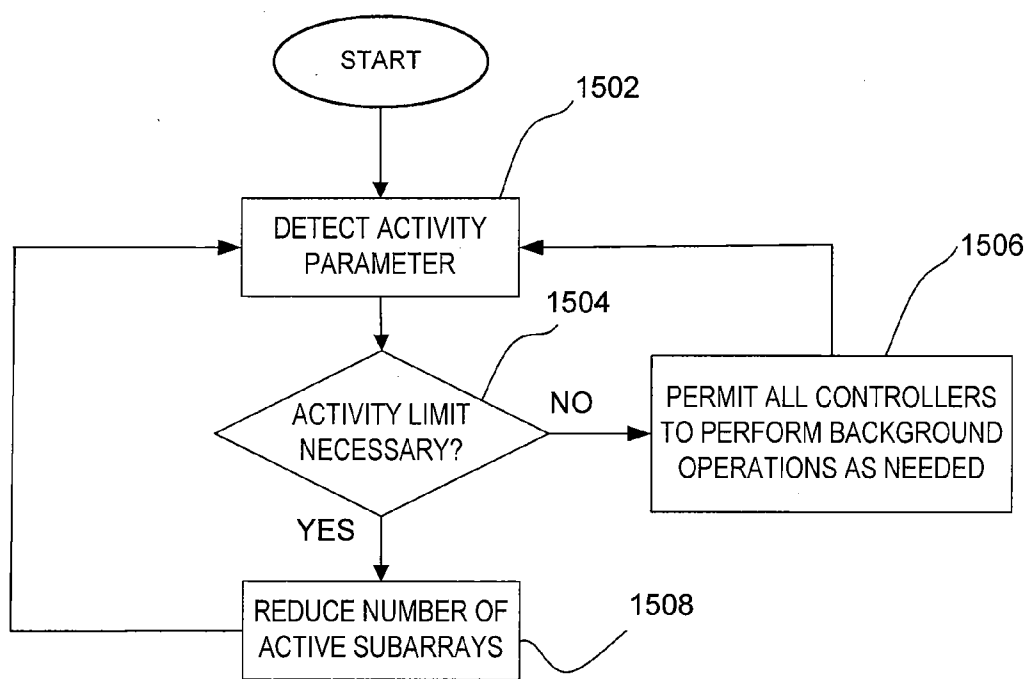 START
1502
DETECT ACTIVITY
PARAMETER
1504
1506
ACTIVITY LIMIT
NECESSARY?
NO
PERMIT ALL CONTROLLERS
TO PERFORM BACKGROUND
OPERATIONS AS NEEDED
YES
REDUCE NUMBER OF
ACTIVE SUBARRAYS
1508